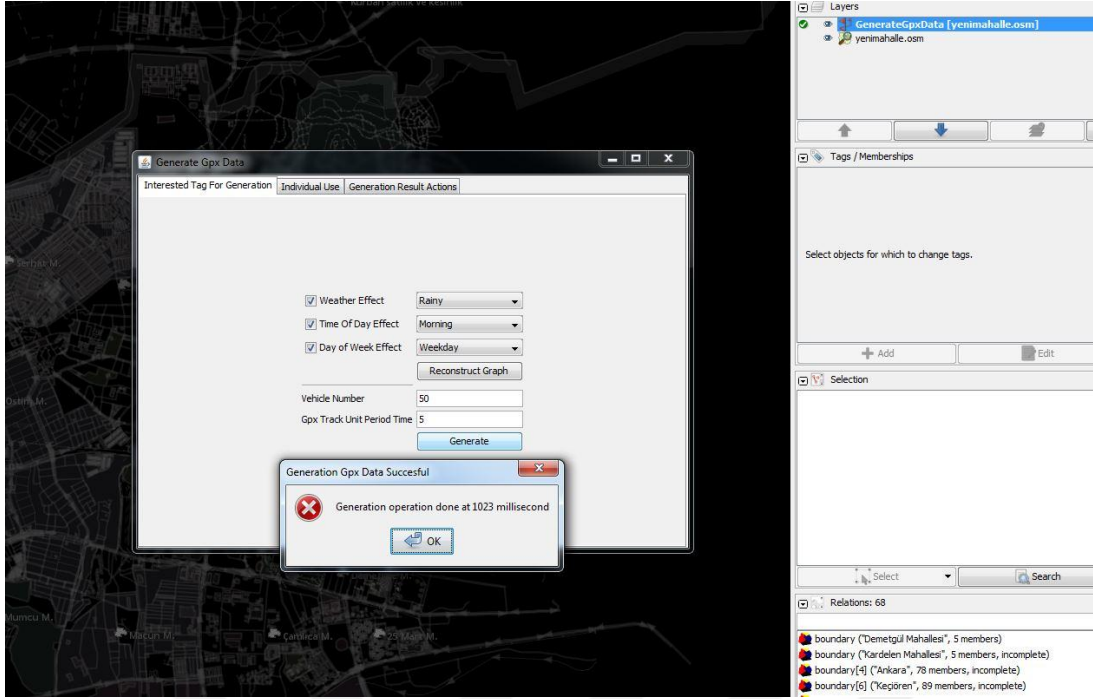 Kurban satılık ve Kesimlik
Serhat M.
Ostim M.
Mumcu M.
Macun M.
Çamlıca M.
25 Mart M.
Generate Gpx Data
Interested Tag For Generation
Individual Use
Generation Result Actions
Weather Effect
Rainy
Time Of Day Effect
Morning
Day of Week Effect
Weekday
Reconstruct Graph
Vehicle Number
50
Gpx Track Unit Period Time
5
Generate
Generation Gpx Data Succesful
Generation operation done at 1023 millisecond
OK
Layers
GenerateGpxData [yenimahalle.osm]
yenimahalle.osm
Tags / Memberships
Select objects for which to change tags.
Add
Edit
Selection
Select
Search
Relations: 68
boundary ("Demetgül Mahallesi", 5 members)
boundary ("Kardelen Mahallesi", 5 members, incomplete)
boundary[4] ("Ankara", 78 members, incomplete)
boundary[6] ("Keçiören", 89 members, incomplete)